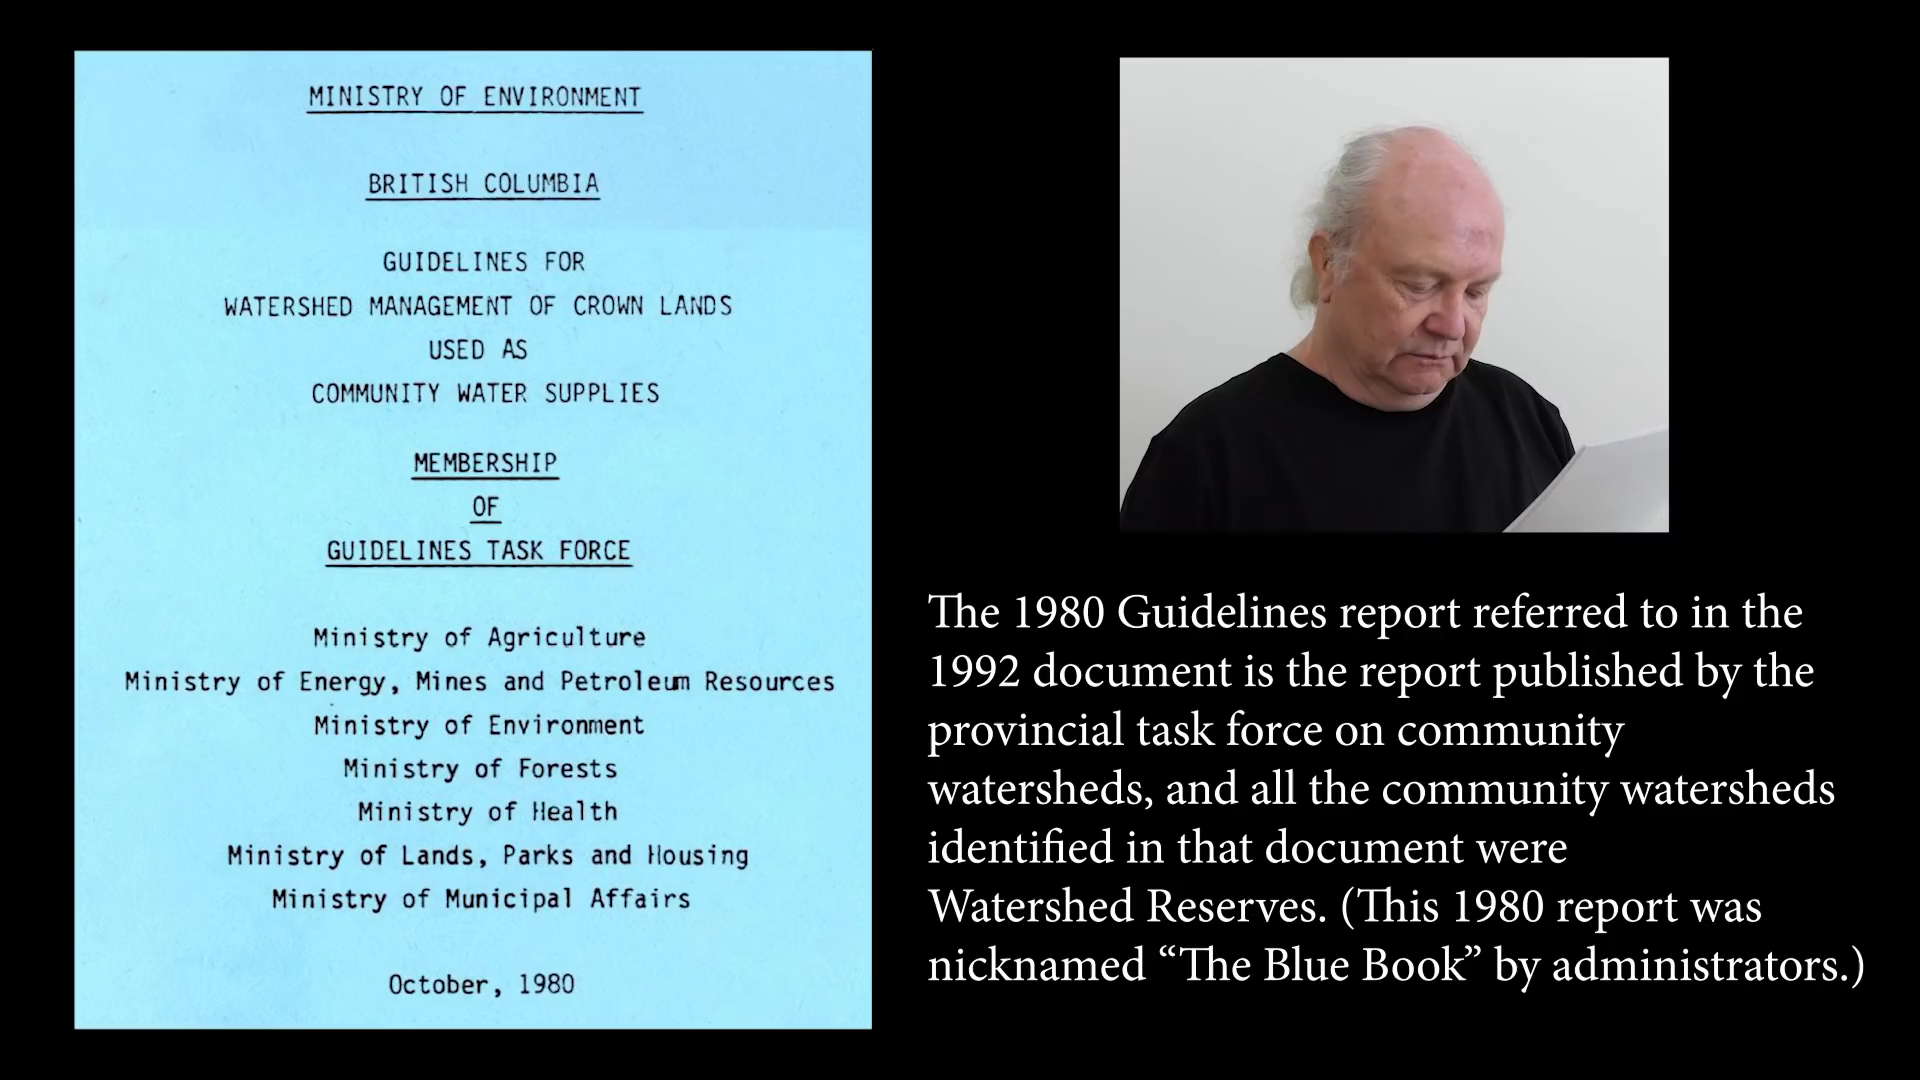 MINISTRY OF ENVIRONMENT
BRITISH COLUMBIA
GUIDELINES FOR
WATERSHED MANAGEMENT OF CROWN LANDS
USED AS
COMMUNITY WATER SUPPLIES
MEMBERSHIP
OF
GUIDELINES TASK FORCE
Ministry of Agriculture
Ministry of Energy, Mines and Petroleum Resources
Ministry of Environment
Ministry of Forests
Ministry of Health
Ministry of Lands, Parks and Housing
Ministry of Municipal Affairs
October, 1980
The 1980 Guidelines report referred to in the
1992 document is the report published by the
provincial task force on community
watersheds, and all the community watersheds
identified in that document were
Watershed Reserves. (This 1980 report was
nicknamed “The Blue Book” by administrators.)